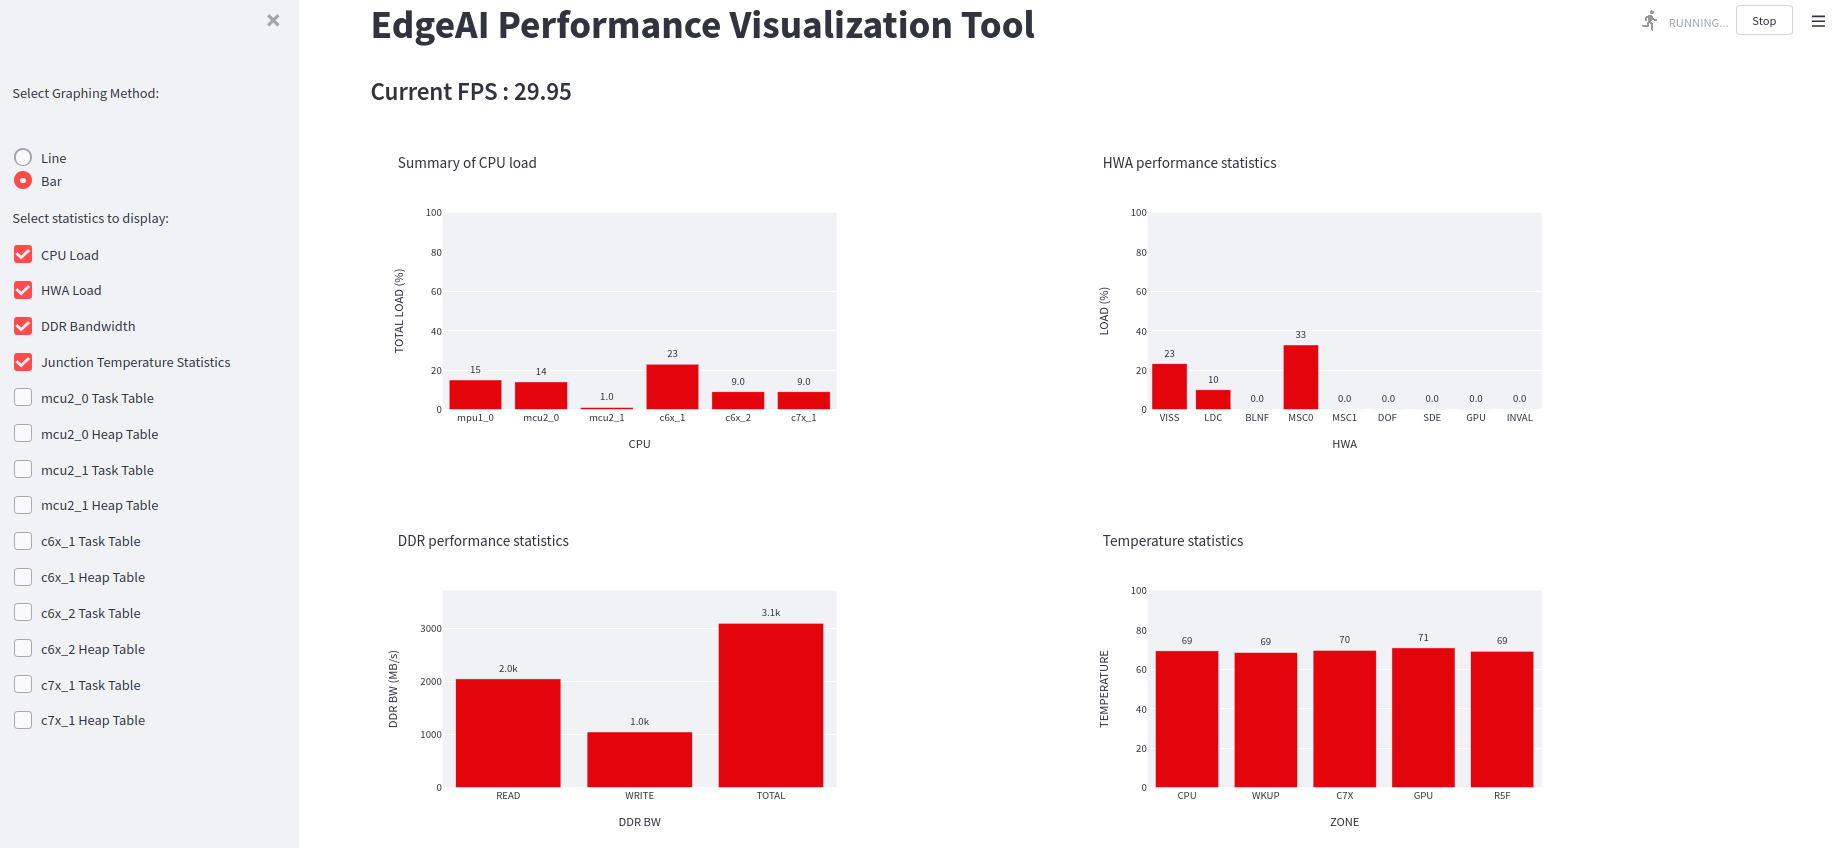 ×
Select Graphing Method:
Line
Bar
Select statistics to display:
CPU Load
HWA Load
DDR Bandwidth
Junction Temperature Statistics
mcu2_0 Task Table
mcu2_0 Heap Table
mcu2_1 Task Table
mcu2_1 Heap Table
c6x_1 Task Table
c6x_1 Heap Table
c6x_2 Task Table
c6x_2 Heap Table
c7x_1 Task Table
c7x_1 Heap Table
EdgeAI Performance Visualization Tool
RUNNING...
Stop
Current FPS : 29.95
Summary of CPU load
100
80
60
40
20
0
TOTAL LOAD (%)
15
14
1.0
23
9.0
9.0
mpu1_0 mcu2_0 mcu2_1 c6x_1 c6x_2 c7x_1
CPU
HWA performance statistics
100
80
60
40
20
0
LOAD (%)
23
10
0.0
33
0.0
0.0
0.0
0.0
0.0
VISS LDC BLNF MSC0 MSC1 DOF SDE GPU INVAL
HWA
DDR performance statistics
3000
2000
1000
0
DDR BW (MB/s)
2.0k
1.0k
3.1k
READ WRITE TOTAL
DDR BW
Temperature statistics
100
80
60
40
20
0
TEMPERATURE
69
69
70
71
69
CPU WKUP C7X GPU R5F
ZONE